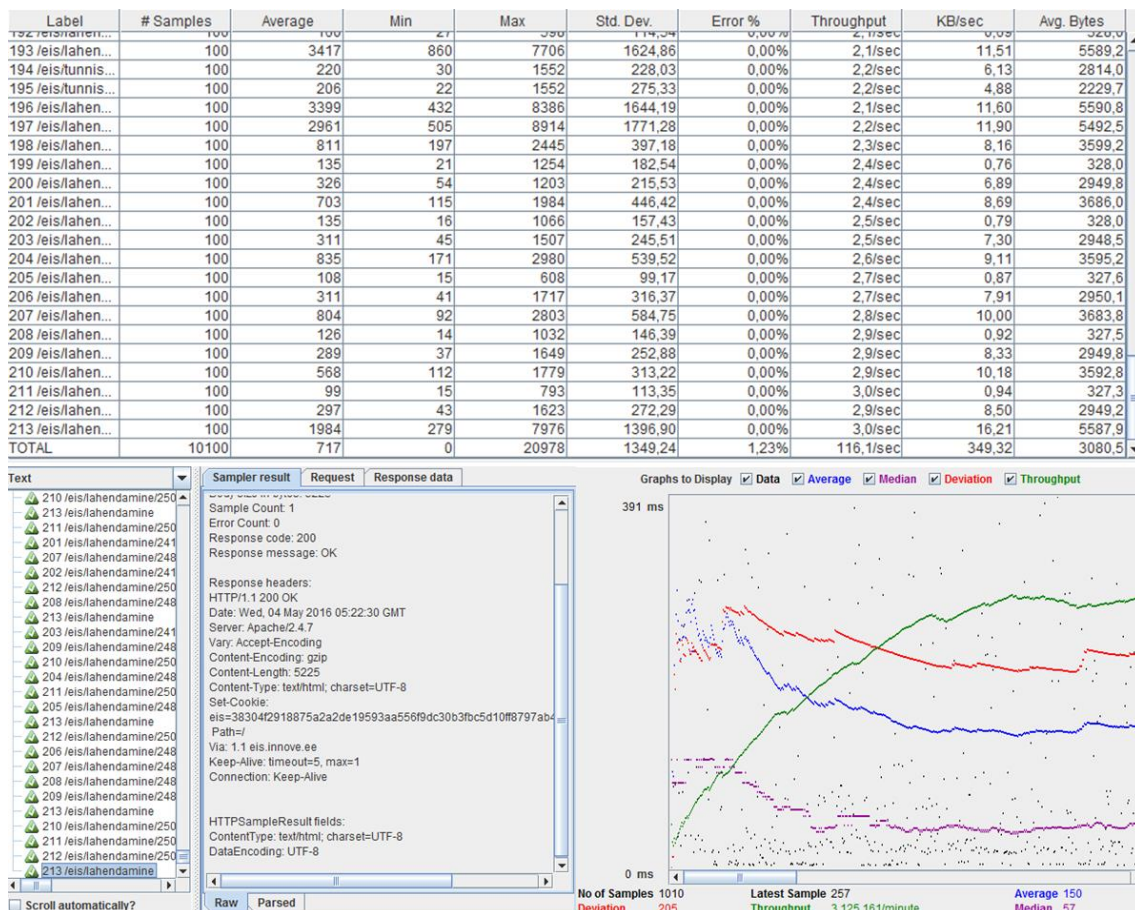 Label # Samples Average Min Max Std. Dev. Error % Throughput KB/sec Avg. Bytes
193 /eis/lahen... 100 3417 860 7706 1624,86 0,00% 2,1/sec 11,51 5589,2
194 /eis/tunnis... 100 220 30 1552 228,03 0,00% 2,2/sec 6,13 2814,0
195 /eis/tunnis... 100 206 22 1552 275,33 0,00% 2,2/sec 4,88 2229,7
196 /eis/lahen... 100 3399 432 8386 1644,19 0,00% 2,1/sec 11,60 5590,8
197 /eis/lahen... 100 2961 505 8914 1771,28 0,00% 2,2/sec 11,90 5492,5
198 /eis/lahen... 100 811 197 2445 397,18 0,00% 2,3/sec 8,16 3599,2
199 /eis/lahen... 100 135 21 1254 182,54 0,00% 2,4/sec 0,76 328,0
200 /eis/lahen... 100 326 54 1203 215,53 0,00% 2,4/sec 6,89 2949,8
201 /eis/lahen... 100 703 115 1984 446,42 0,00% 2,4/sec 8,69 3686,0
202 /eis/lahen... 100 135 16 1066 157,43 0,00% 2,5/sec 0,79 328,0
203 /eis/lahen... 100 311 45 1507 245,51 0,00% 2,5/sec 7,30 2948,5
204 /eis/lahen... 100 835 171 2980 539,52 0,00% 2,6/sec 9,11 3595,2
205 /eis/lahen... 100 108 15 608 99,17 0,00% 2,7/sec 0,87 327,6
206 /eis/lahen... 100 311 41 1717 316,37 0,00% 2,7/sec 7,91 2950,1
207 /eis/lahen... 100 804 92 2803 584,75 0,00% 2,8/sec 10,00 3683,8
208 /eis/lahen... 100 126 14 1032 146,39 0,00% 2,9/sec 0,92 327,5
209 /eis/lahen... 100 289 37 1649 252,88 0,00% 2,9/sec 8,33 2949,8
210 /eis/lahen... 100 568 112 1779 313,22 0,00% 2,9/sec 10,18 3592,8
211 /eis/lahen... 100 99 15 793 113,35 0,00% 3,0/sec 0,94 327,3
212 /eis/lahen... 100 297 43 1623 272,29 0,00% 2,9/sec 8,50 2949,2
213 /eis/lahen... 100 1984 279 7976 1396,90 0,00% 3,0/sec 16,21 5587,9
TOTAL 10100 717 0 20978 1349,24 1,23% 116,1/sec 349,32 3080,5
Text
210 /eis/lahendamine/250
213 /eis/lahendamine
211 /eis/lahendamine/250
201 /eis/lahendamine/241
207 /eis/lahendamine/248
202 /eis/lahendamine/241
212 /eis/lahendamine/250
208 /eis/lahendamine/248
213 /eis/lahendamine
203 /eis/lahendamine/241
209 /eis/lahendamine/248
210 /eis/lahendamine/250
204 /eis/lahendamine/248
211 /eis/lahendamine/250
205 /eis/lahendamine/248
213 /eis/lahendamine
212 /eis/lahendamine/250
206 /eis/lahendamine/248
207 /eis/lahendamine/248
208 /eis/lahendamine/248
209 /eis/lahendamine/248
213 /eis/lahendamine
210 /eis/lahendamine/250
211 /eis/lahendamine/250
212 /eis/lahendamine/250
213 /eis/lahendamine
Scroll automatically?
Sampler result Request Response data
Sample Count: 1
Error Count: 0
Response code: 200
Response message: OK
Response headers:
HTTP/1.1 200 OK
Date: Wed, 04 May 2016 05:22:30 GMT
Server: Apache/2.4.7
Vary: Accept-Encoding
Content-Encoding: gzip
Content-Length: 5225
Content-Type: text/html; charset=UTF-8
Set-Cookie:
eis=38304f2918875a2a2de19593aa556f9dc30b3fbc5d10ff8797ab4
Path=/
Via: 1.1 eis.innove.ee
Keep-Alive: timeout=5, max=1
Connection: Keep-Alive
HTTPSampleResult fields:
ContentType: text/html; charset=UTF-8
DataEncoding: UTF-8
Raw Parsed
Graphs to Display Data Average Median Deviation Throughput
391 ms
0 ms
No of Samples 1010 Latest Sample 257 Average 150
Deviation 205 Throughput 3 125,161/minute Median 57